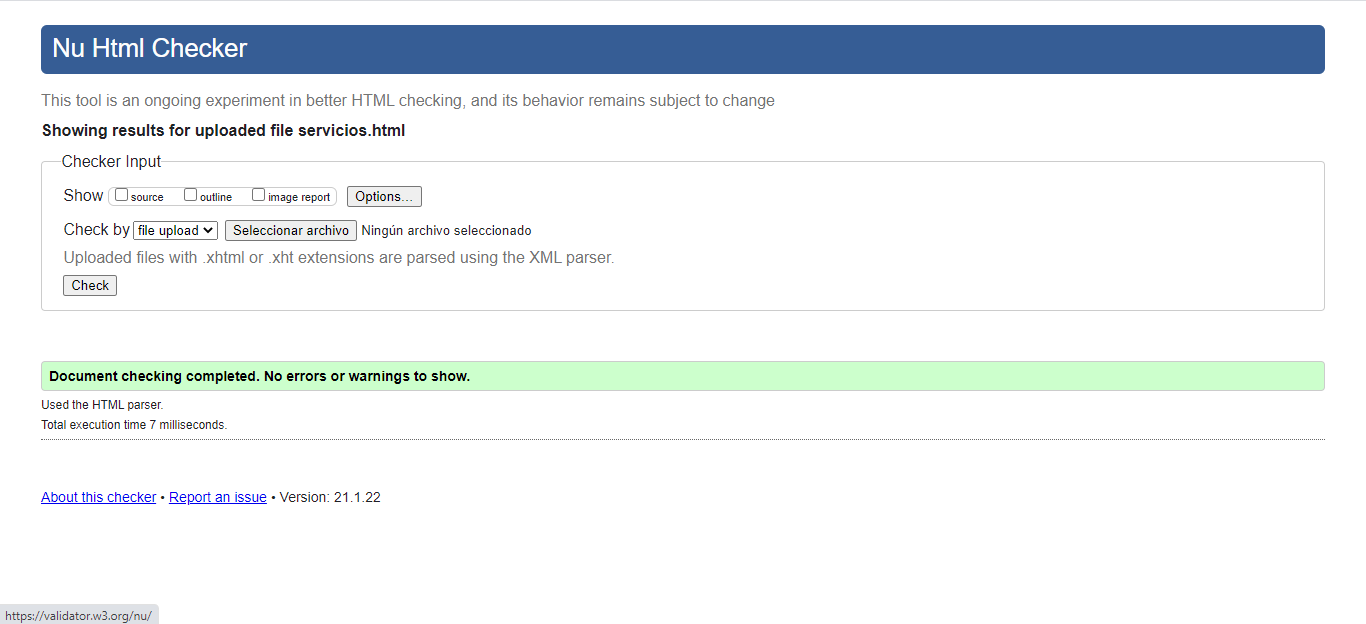 Nu Html Checker
This tool is an ongoing experiment in better HTML checking, and its behavior remains subject to change
Showing results for uploaded file servicios.html
Checker Input
Show source outline image report Options...
Check by file upload Seleccionar archivo Ningún archivo seleccionado
Uploaded files with .xhtml or .xht extensions are parsed using the XML parser.
Check
Document checking completed. No errors or warnings to show.
Used the HTML parser.
Total execution time 7 milliseconds.
About this checker • Report an issue • Version: 21.1.22
https://validator.w3.org/nu/